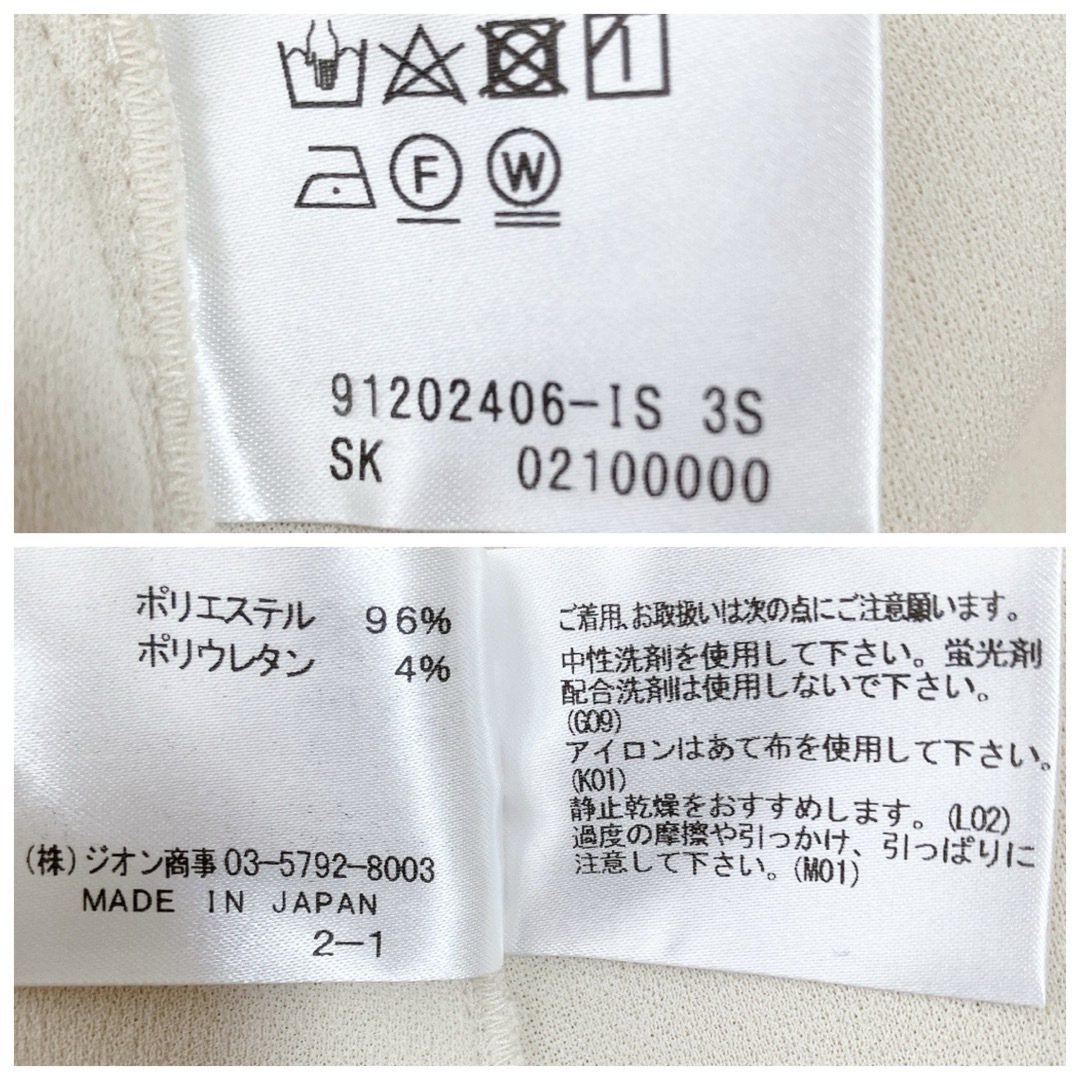 F W
91202406-IS 3S
SK 02100000
ポリエステル 96%
ポリウレタン 4%
(株)ジオン商事 03-5792-8003
MADE IN JAPAN
2-1
ご着用、お取扱いは次の点にご注意願います。
中性洗剤を使用して下さい。蛍光剤
配合洗剤は使用しないで下さい。
(G09)
アイロンはあて布を使用して下さい。
(K01)
静止乾燥をおすすめします。(L02)
過度の摩擦や引っかけ、引っぱりに
注意して下さい。(M01)